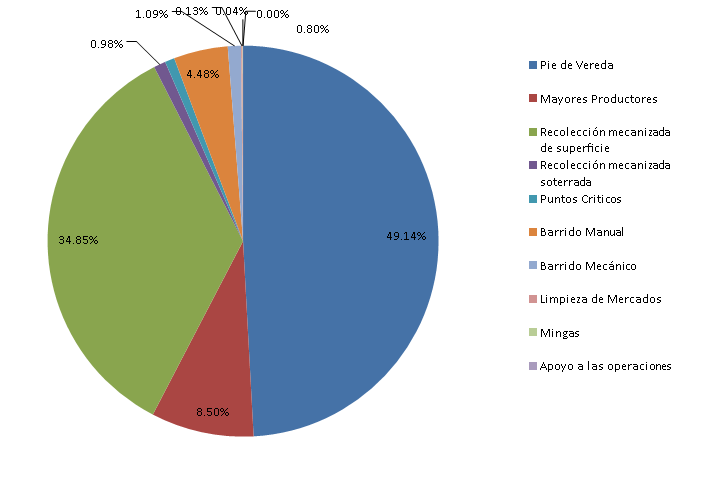 1.09%
0.13%
0.04%
0.00%
0.80%
0.98%
4.48%
34.85%
49.14%
8.50%
Pie de Vereda
Mayores Productores
Recolección mecanizada
de superficie
Recolección mecanizada
soterrada
Puntos Criticos
Barrido Manual
Barrido Mecánico
Limpieza de Mercados
Mingas
Apoyo a las operaciones